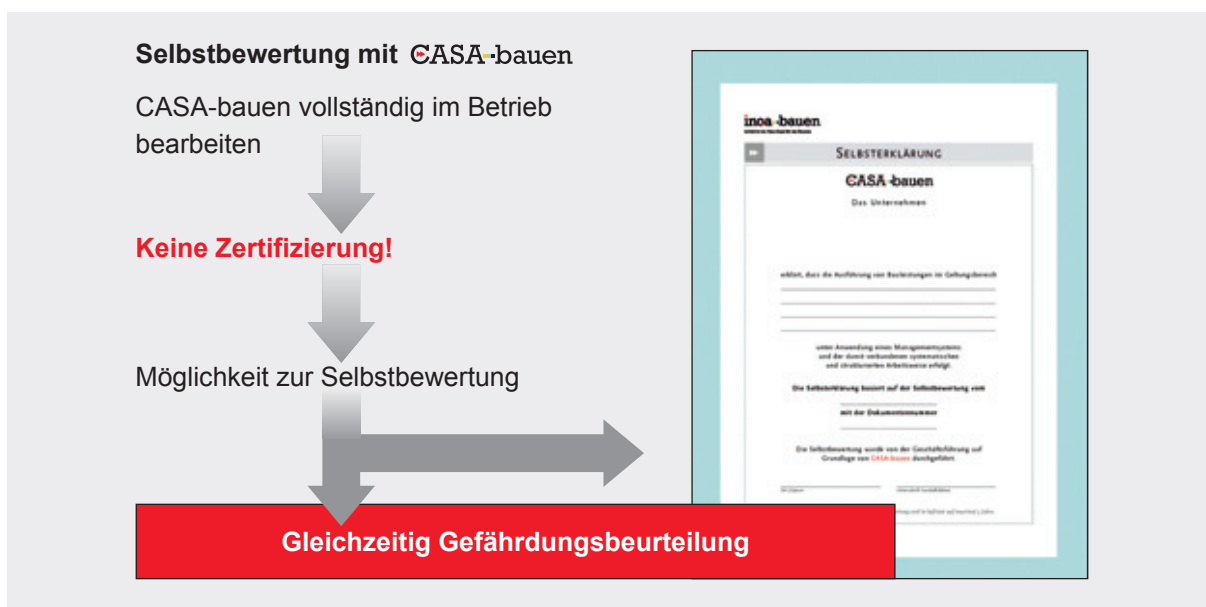 Selbstbewertung mit CASA-bauen
CASA-bauen vollständig im Betrieb
bearbeiten
Keine Zertifizierung!
Möglichkeit zur Selbstbewertung
Gleichzeitig Gefährdungsbeurteilung
inqa-bauen
SELBSTERKLÄRUNG
CASA-bauen
Das Unternehmen
erklärt, dass die Ausführung von Bauleistungen im Geltungsbereich
unter Anwendung eines Managementsystems
und der damit verbundenen systematischen
und strukturierten Arbeitsweise erfolgt.
Die Selbsterklärung basiert auf der Selbstbewertung vom
mit der Dokumentennummer
Die Selbstbewertung wurde von der Geschäftsführung auf
Grundlage von CASA-bauen durchgeführt.